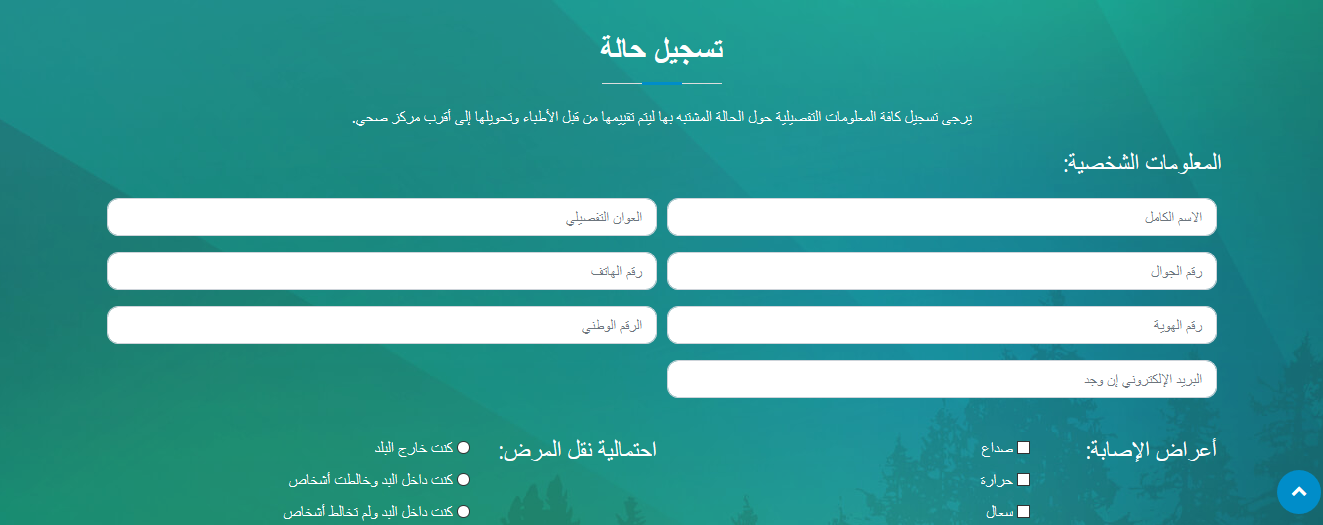 تسجيل حالة
يرجى تسجيل كافة المعلومات التفصيلية حول الحالة المشتبه بها ليتم تقييمها من قبل الأطباء وتحويلها إلى أقرب مركز صحي.
المعلومات الشخصية:
الاسم الكامل
العوان التفصيلي
رقم الجوال
رقم الهاتف
رقم الهوية
الرقم الوطني
البريد الإلكتروني إن وجد
أعراض الإصابة:
صداع
حرارة
سعال
احتمالية نقل المرض:
كنت خارج البلد
كنت داخل البد وخالطت أشخاص
كنت داخل البد ولم تخالط أشخاص